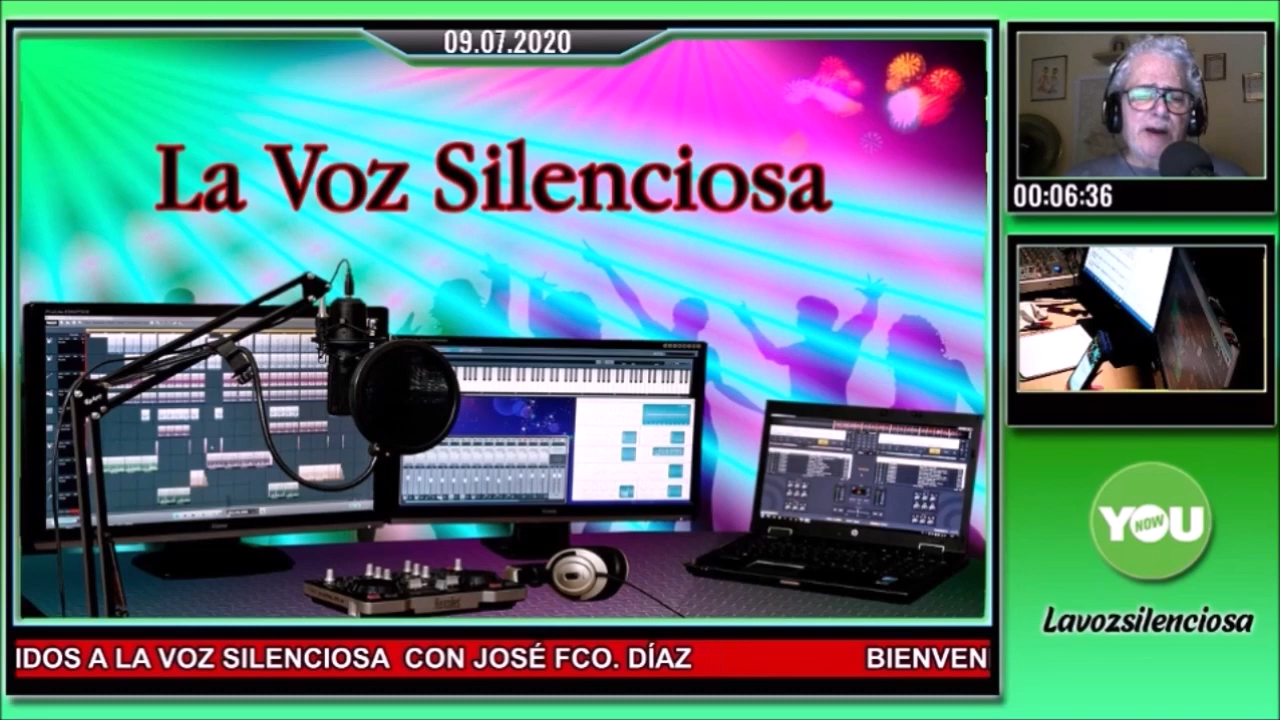 09.07.2020
La Voz Silenciosa
00:06:36
YOU
NOW
Lavozsilenciosa
IDOS A LA VOZ SILENCIOSA CON JOSÉ FCO. DÍAZ BIENVEN